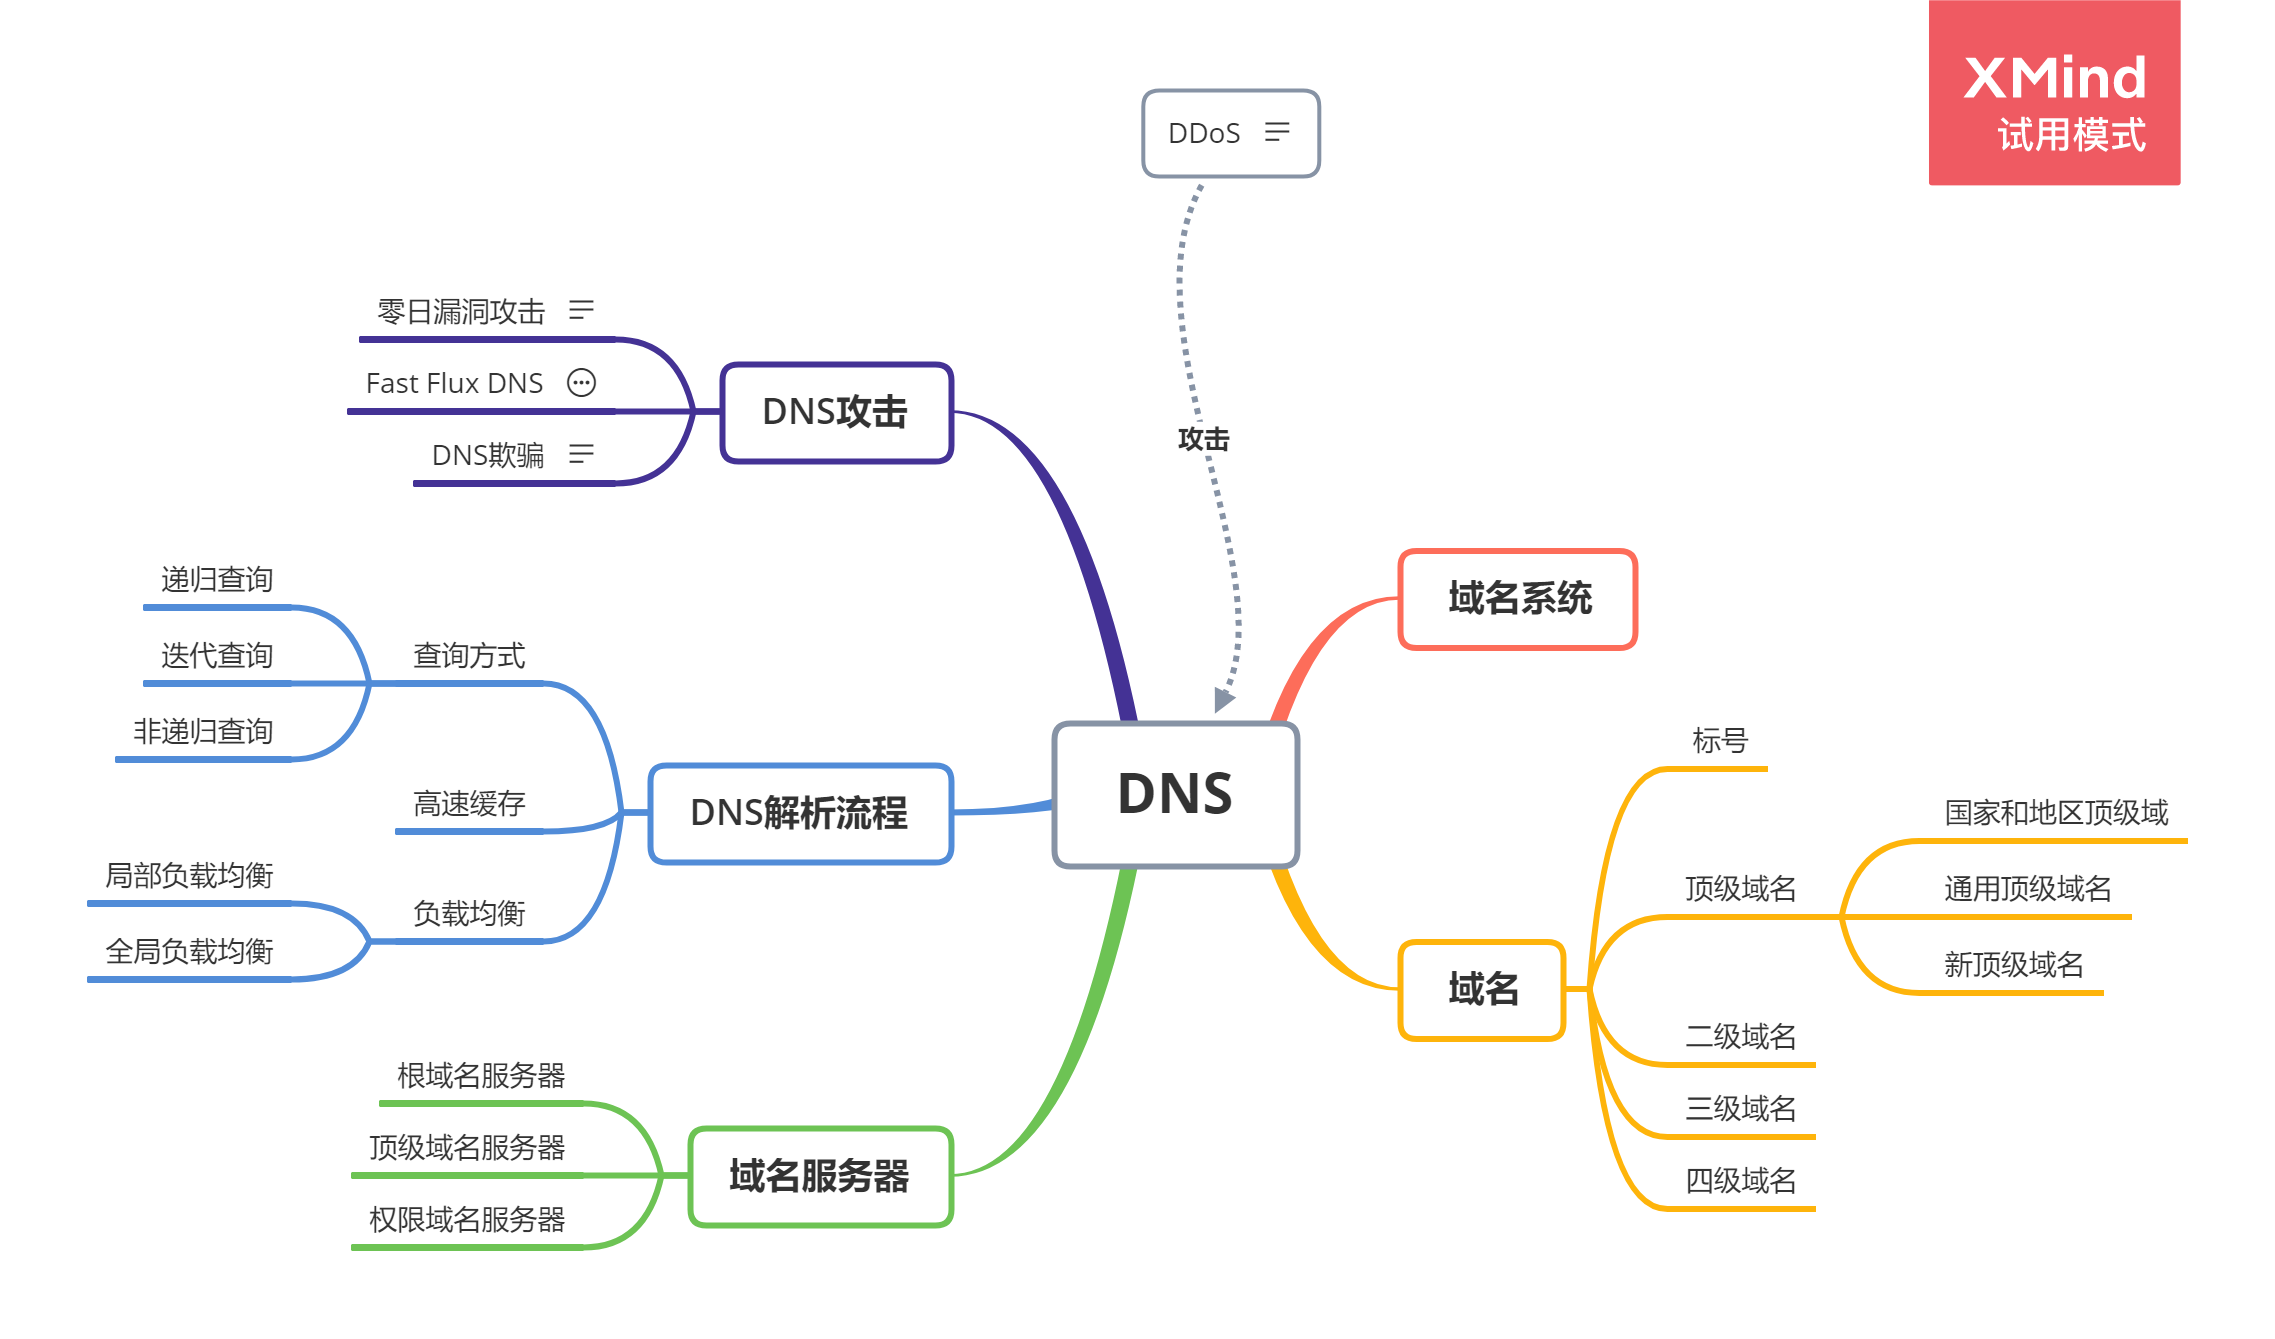 XMind
试用模式
DDoS
攻击
DNS
DNS攻击
零日漏洞攻击
Fast Flux DNS
DNS欺骗
DNS解析流程
查询方式
递归查询
迭代查询
非递归查询
高速缓存
负载均衡
局部负载均衡
全局负载均衡
域名服务器
根域名服务器
顶级域名服务器
权限域名服务器
域名系统
域名
标号
顶级域名
国家和地区顶级域
通用顶级域名
新顶级域名
二级域名
三级域名
四级域名